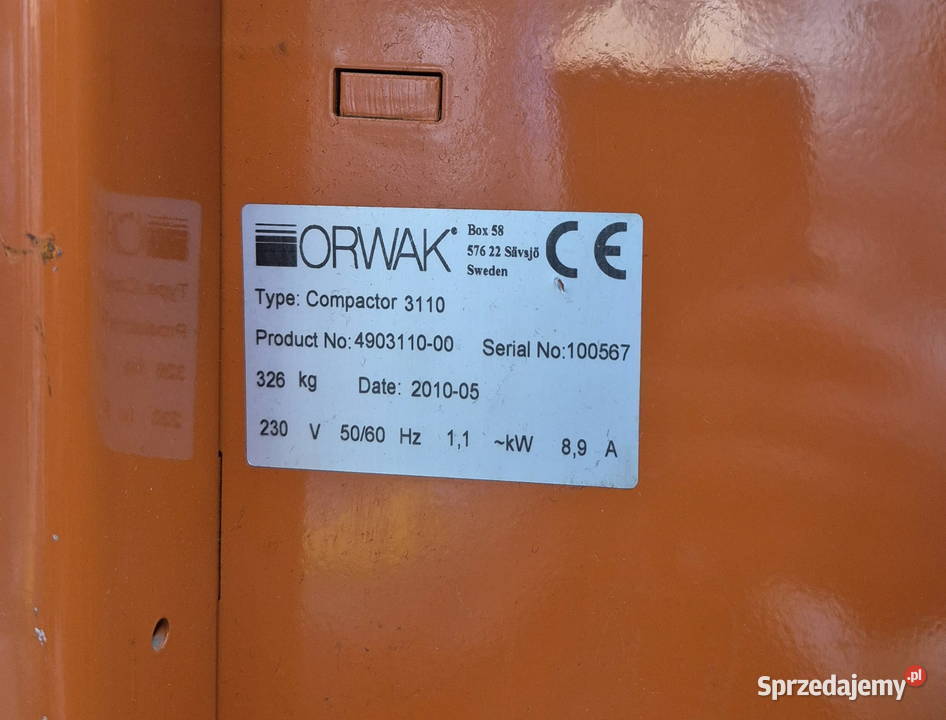 ORWAK®
Box 58
576 22 Sävsjö
Sweden
CE
Type: Compactor 3110
Product No: 4903110-00 Serial No: 100567
326 kg Date: 2010-05
230 V 50/60 Hz 1,1 ~kW 8,9 A
Sprzedajemy.pl